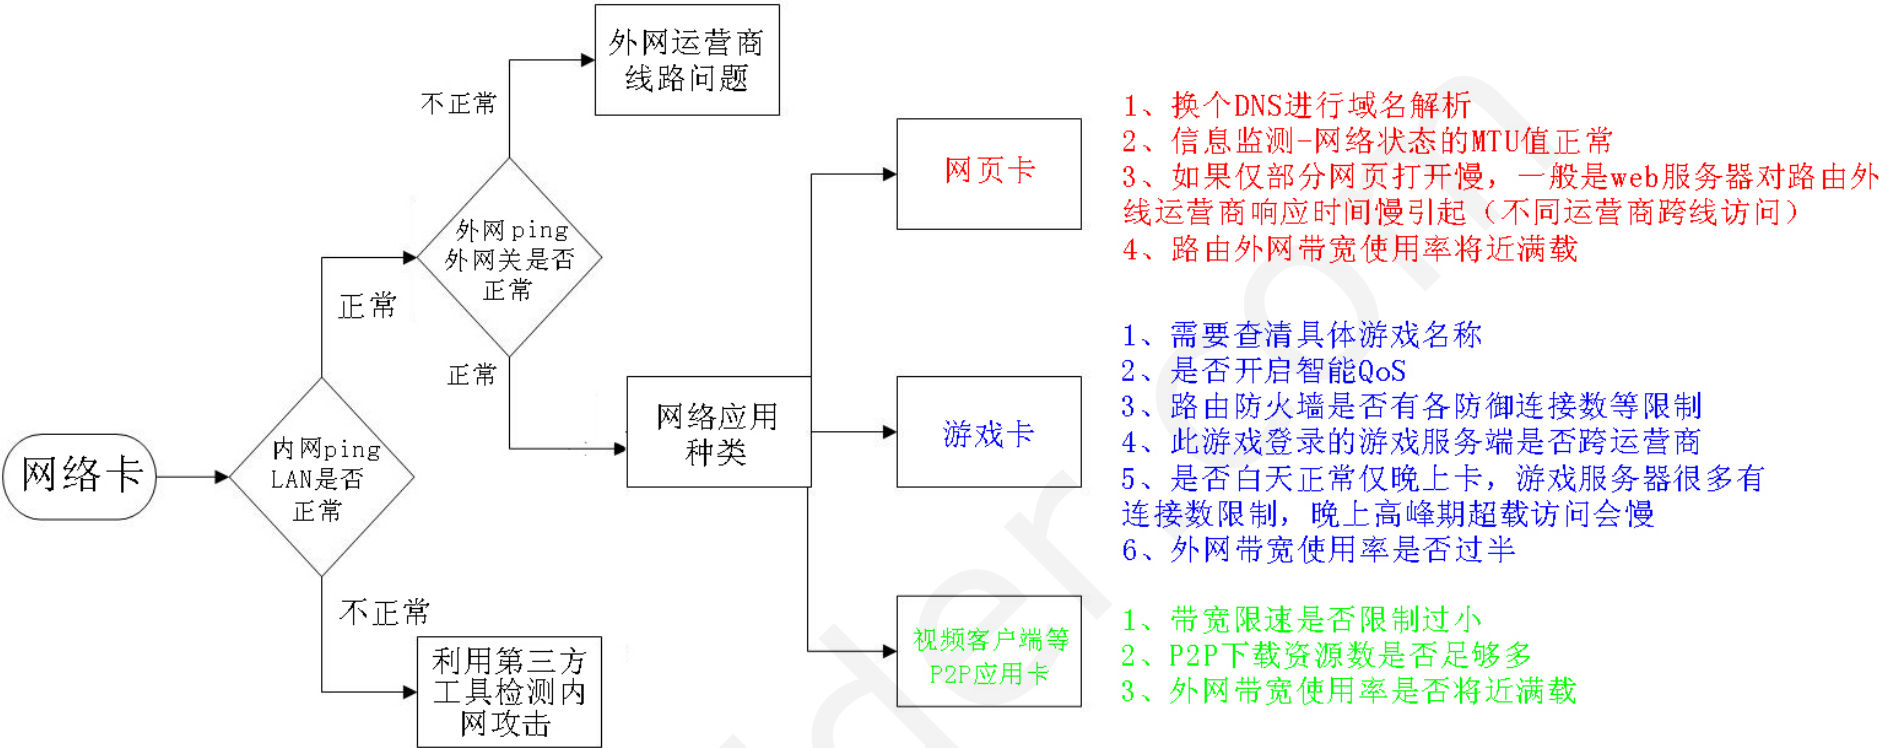 网络卡
内网ping
LAN是否
正常
正常
不正常
利用第三方
工具检测内
网攻击
外网ping
外网关是否
正常
不正常
外网运营商
线路问题
正常
网络应用
种类
网页卡
1、换个DNS进行域名解析
2、信息监测-网络状态的MTU值正常
3、如果仅部分网页打开慢，一般是web服务器对路由外
线运营商响应时间慢引起（不同运营商跨线访问）
4、路由外网带宽使用率将近满载
游戏卡
1、需要查清具体游戏名称
2、是否开启智能QoS
3、路由防火墙是否有各防御连接数等限制
4、此游戏登录的游戏服务端是否跨运营商
5、是否白天正常仅晚上卡，游戏服务器很多有
连接数限制，晚上高峰期超载访问会慢
6、外网带宽使用率是否过半
视频客户端等
P2P应用卡
1、带宽限速是否限制过小
2、P2P下载资源数是否足够多
3、外网带宽使用率是否将近满载